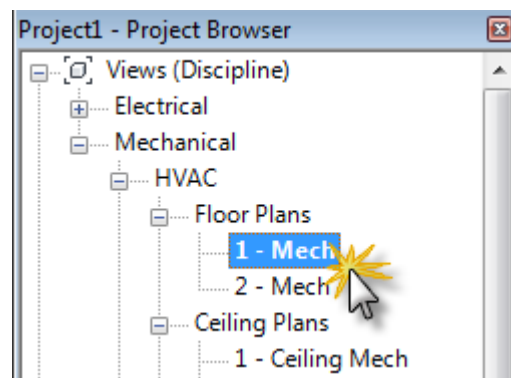 Project1 - Project Browser
Views (Discipline)
Electrical
Mechanical
HVAC
Floor Plans
1 - Mech
2 - Mech
Ceiling Plans
1 - Ceiling Mech